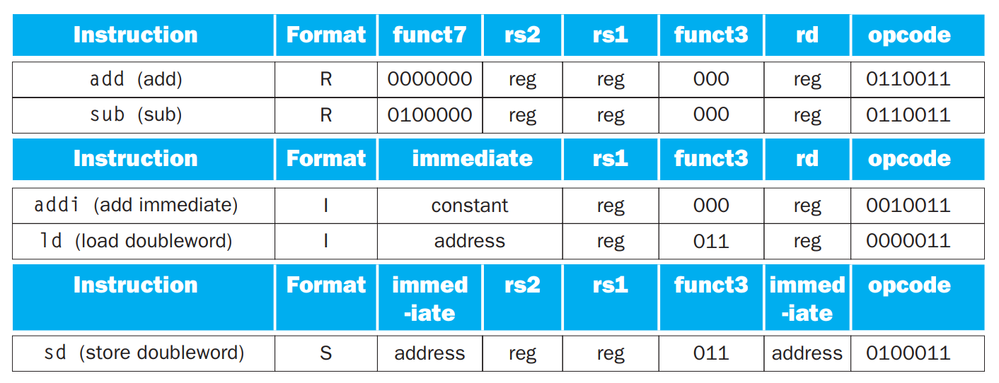 Instruction Format funct7 rs2 rs1 funct3 rd opcode
add (add) R 0000000 reg reg 000 reg 0110011
sub (sub) R 0100000 reg reg 000 reg 0110011
Instruction Format immediate rs1 funct3 rd opcode
addi (add immediate) I constant reg 000 reg 0010011
ld (load doubleword) I address reg 011 reg 0000011
Instruction Format immed rs2 rs1 funct3 immed opcode
-iate -iate
sd (store doubleword) S address reg reg 011 address 0100011